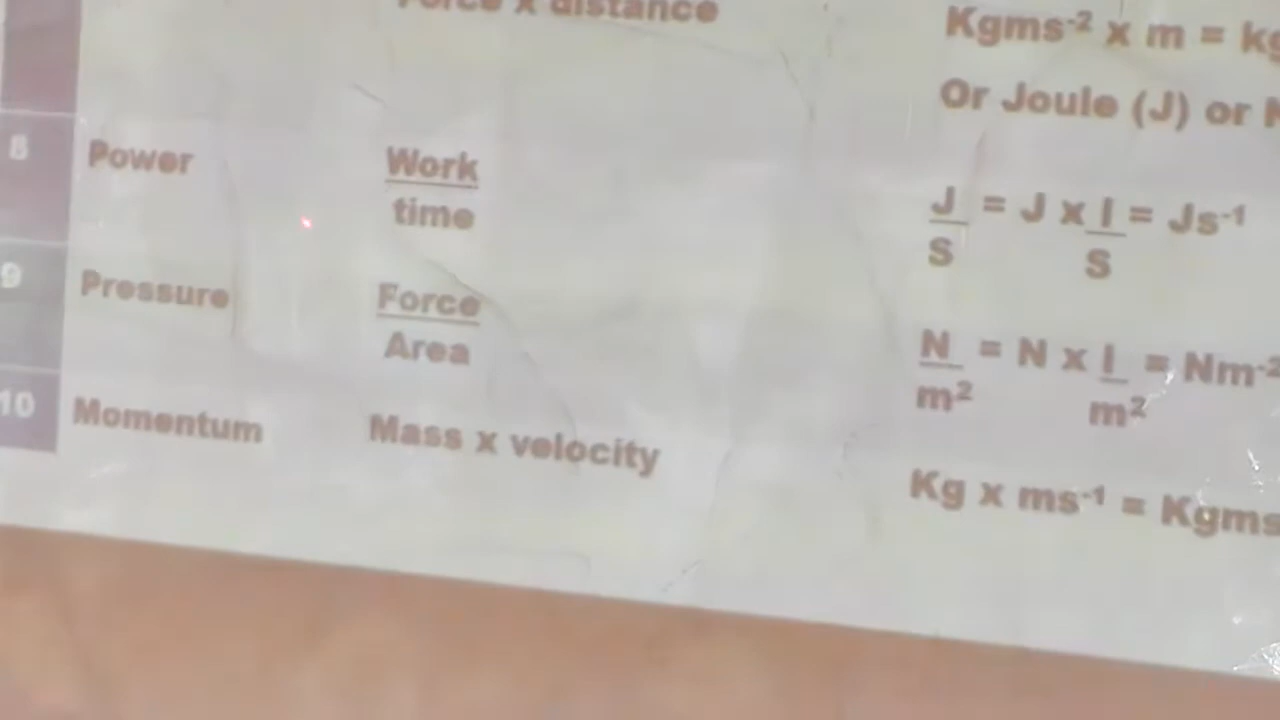 Force x distance
Kgms⁻² x m = kg
Or Joule (J) or
8 Power Work J = J x I = Js⁻¹
time S S
9 Pressure Force N = N x I = Nm⁻²
Area m² m²
10 Momentum Mass x velocity Kg x ms⁻¹ = Kgms